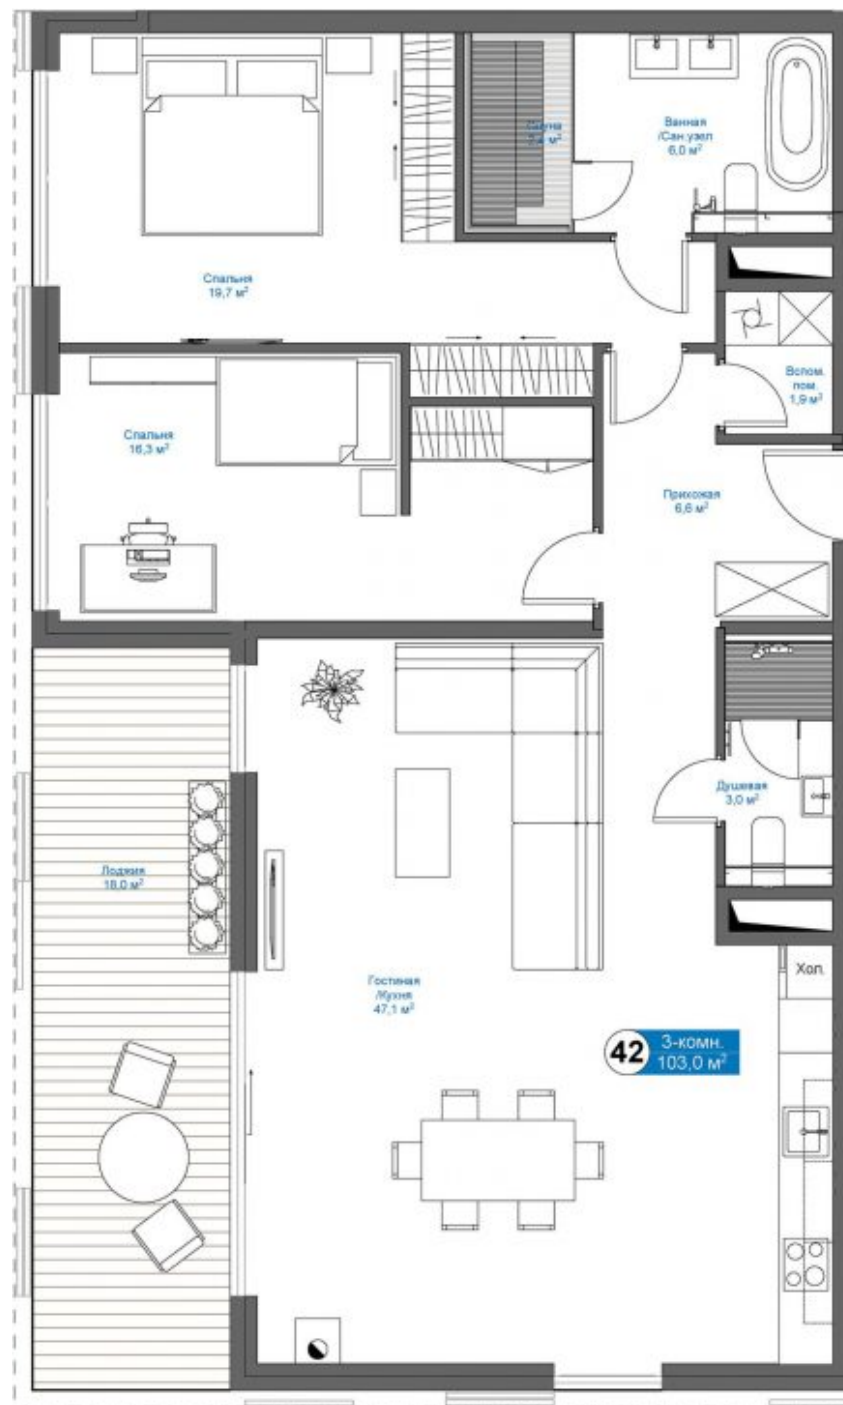 Сауна
м²
Ванная
/Сан.узел
6,0 м²
Спальня
19,7 м²
Вспом.
пом.
1,9 м²
Спальня
16,3 м²
Прихожая
6,6 м²
Душевая
3,0 м²
Лоджия
18,0 м²
Хол.
Гостиная
/Кухня
47,1 м²
42
3-комн.
103,0 м²